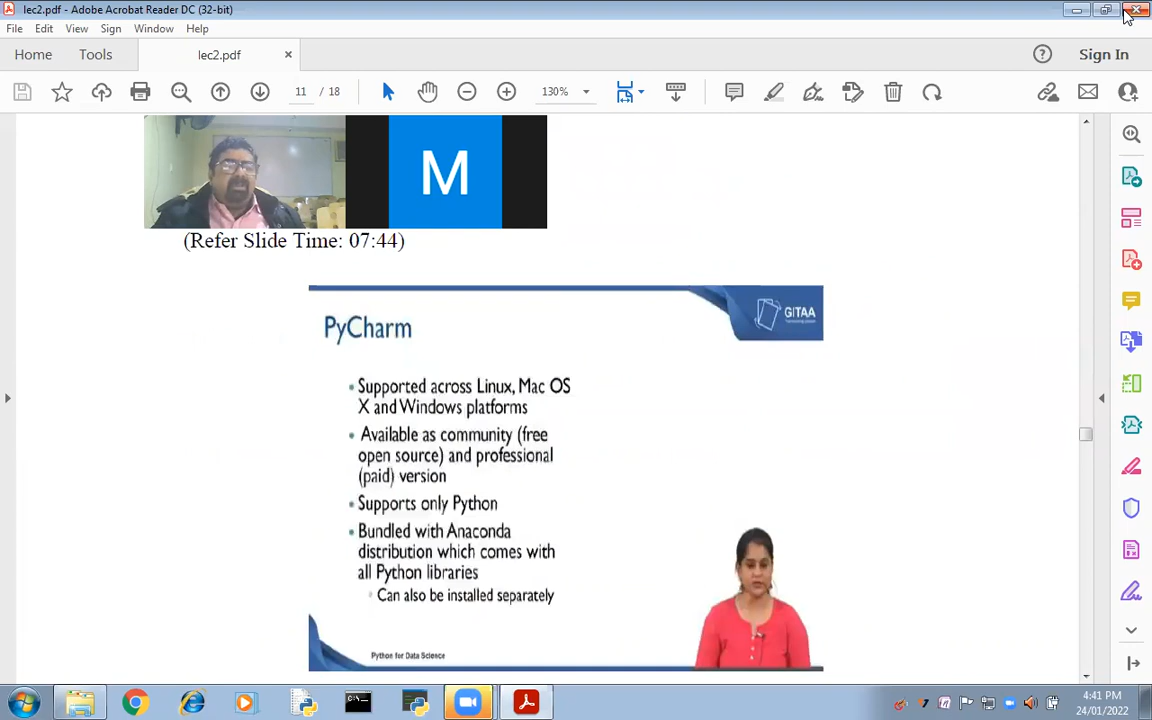 lec2.pdf - Adobe Acrobat Reader DC (32-bit)
File Edit View Sign Window Help
Home Tools lec2.pdf × Sign In
11 / 18 130%
M
(Refer Slide Time: 07:44)
GITAA
PyCharm
• Supported across Linux, Mac OS
X and Windows platforms
• Available as community (free
open source) and professional
(paid) version
• Supports only Python
• Bundled with Anaconda
distribution which comes with
all Python libraries
Can also be installed separately
Python for Data Science
4:41 PM
24/01/2022